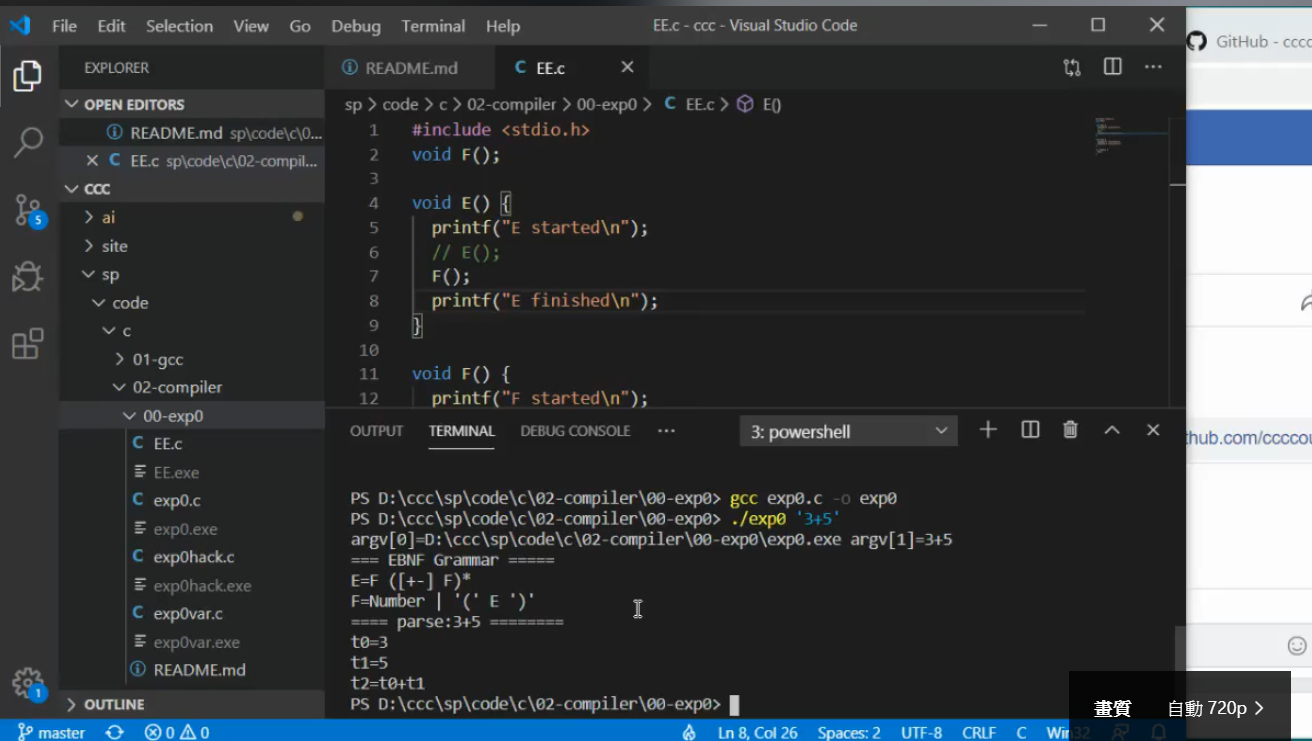 File Edit Selection View Go Debug Terminal Help EE.c - ccc - Visual Studio Code
GitHub - cccc
EXPLORER
README.md C EE.c
OPEN EDITORS
README.md sp\code\c\0...
C EE.c sp\code\c\02-compil...
CCC
ai
site
sp
code
c
01-gcc
02-compiler
00-exp0
C EE.c
EE.exe
C exp0.c
exp0.exe
C exp0hack.c
exp0hack.exe
C exp0var.c
exp0var.exe
README.md
OUTLINE
5
1
sp > code > c > 02-compiler > 00-exp0 > C EE.c > E()
1 #include <stdio.h>
2 void F();
3
4 void E() {
5 printf("E started\n");
6 // E();
7 F();
8 printf("E finished\n");
9 }
10
11 void F() {
12 printf("F started\n");
OUTPUT TERMINAL DEBUG CONSOLE ... 3: powershell
PS D:\ccc\sp\code\c\02-compiler\00-exp0> gcc exp0.c -o exp0
PS D:\ccc\sp\code\c\02-compiler\00-exp0> ./exp0 '3+5'
argv[0]=D:\ccc\sp\code\c\02-compiler\00-exp0\exp0.exe argv[1]=3+5
=== EBNF Grammar =====
E=F ([+-] F)*
F=Number | '(' E ')'
==== parse:3+5 ========
t0=3
t1=5
t2=t0+t1
PS D:\ccc\sp\code\c\02-compiler\00-exp0>
thub.com/ccccou
畫質 自動 720p >
master 0 0 Ln 8, Col 26 Spaces: 2 UTF-8 CRLF C Win32